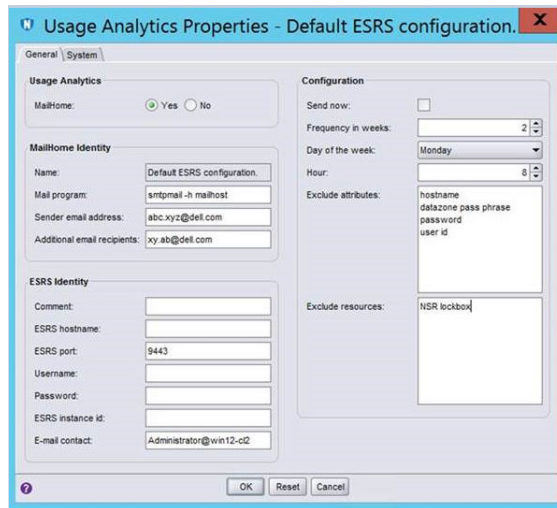 Usage Analytics Properties - Default ESRS configuration.
General
System
Usage Analytics
MailHome:
Yes
No
MailHome Identity
Name:
Default ESRS configuration.
Mail program:
smtpmail -h mailhost
Sender email address:
abc.xyz@dell.com
Additional email recipients:
xy.ab@dell.com
ESRS Identity
Comment:
ESRS hostname:
ESRS port:
9443
Username:
Password:
ESRS instance id:
E-mail contact:
Administrator@win12-cl2
Configuration
Send now:
Frequency in weeks:
2
Day of the week:
Monday
Hour:
8
Exclude attributes:
hostname
datazone pass phrase
password
user id
Exclude resources:
NSR lockbox
OK
Reset
Cancel